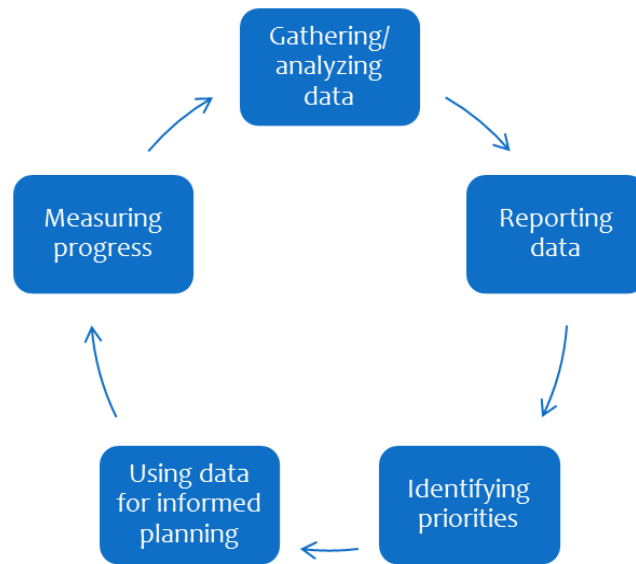 Gathering/
analyzing
data
Reporting
data
Identifying
priorities
Using data
for informed
planning
Measuring
progress